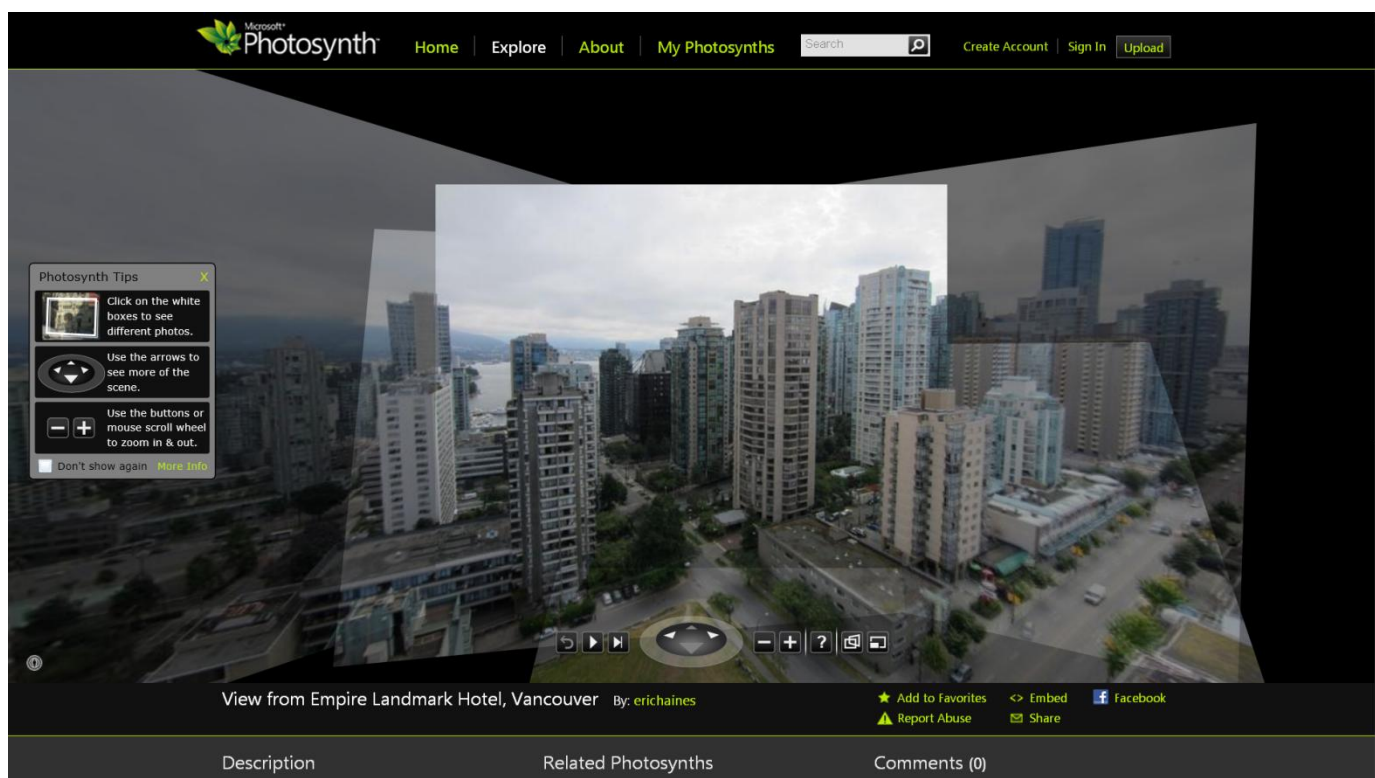 Microsoft®
Photosynth™
Home Explore About My Photosynths Search Create Account Sign In Upload
Photosynth Tips X
Click on the white
boxes to see
different photos.
Use the arrows to
see more of the
scene.
Use the buttons or
mouse scroll wheel
to zoom in & out.
Don't show again More Info
?
View from Empire Landmark Hotel, Vancouver By: erichaines
Add to Favorites <> Embed Facebook
Report Abuse Share
Description Related Photosynths Comments (0)